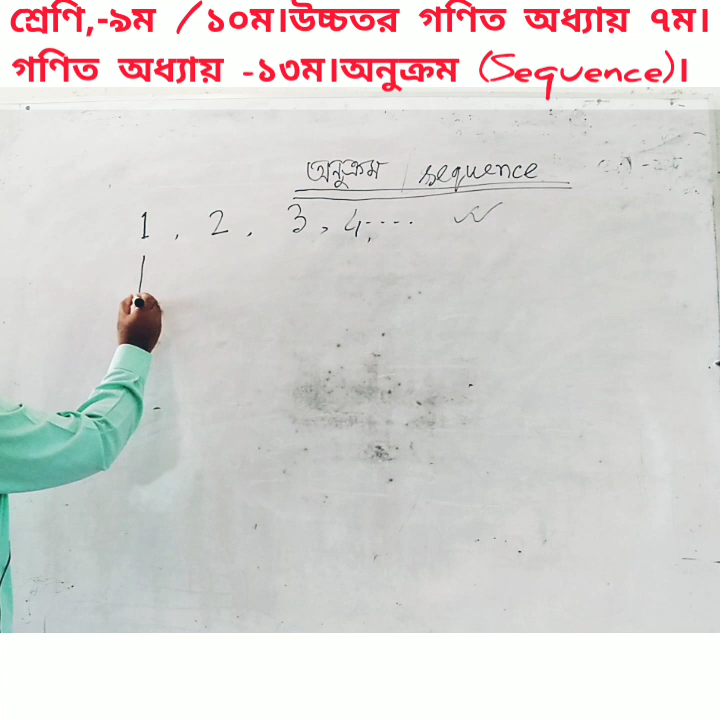 শ্রেণি,-৯ম /১০ম।উচ্চতর গণিত অধ্যায় ৭ম।
গণিত অধ্যায় -১৩ম।অনুক্রম (Sequence)।
অনুক্রম | sequence
1 , 2 , 3 , 4,....